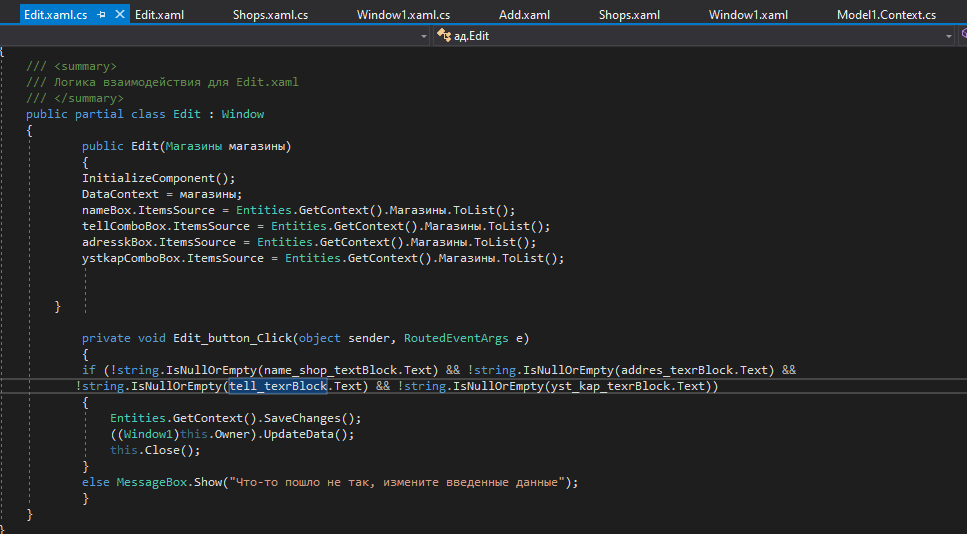 Edit.xaml.cs Edit.xaml Shops.xaml.cs Window1.xaml.cs Add.xaml Shops.xaml Window1.xaml Model1.Context.cs
ад.Edit
{
/// <summary>
/// Логика взаимодействия для Edit.xaml
/// </summary>
public partial class Edit : Window
{
public Edit(Магазины магазины)
{
InitializeComponent();
DataContext = магазины;
nameBox.ItemsSource = Entities.GetContext().Магазины.ToList();
tellComboBox.ItemsSource = Entities.GetContext().Магазины.ToList();
adresskBox.ItemsSource = Entities.GetContext().Магазины.ToList();
ystkapComboBox.ItemsSource = Entities.GetContext().Магазины.ToList();
}
private void Edit_button_Click(object sender, RoutedEventArgs e)
{
if (!string.IsNullOrEmpty(name_shop_textBlock.Text) && !string.IsNullOrEmpty(addres_texrBlock.Text) &&
!string.IsNullOrEmpty(tell_texrBlock.Text) && !string.IsNullOrEmpty(yst_kap_texrBlock.Text))
{
Entities.GetContext().SaveChanges();
((Window1)this.Owner).UpdateData();
this.Close();
}
else MessageBox.Show("Что-то пошло не так, измените введенные данные");
}
}
}